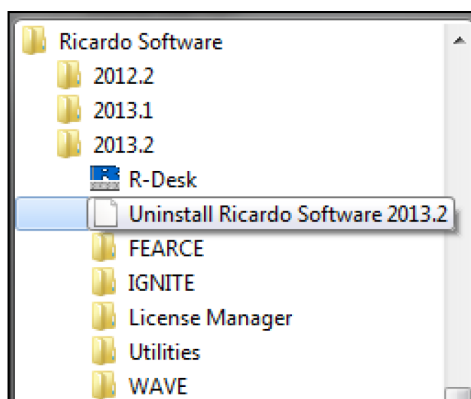 Ricardo Software
2012.2
2013.1
2013.2
R-Desk
Uninstall Ricardo Software 2013.2
FEARCE
IGNITE
License Manager
Utilities
WAVE